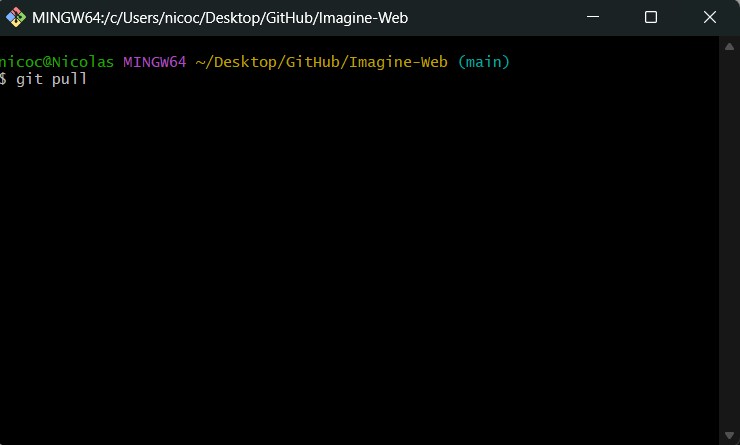 MINGW64:/c/Users/nicoc/Desktop/GitHub/Imagine-Web
nicoc@Nicolas MINGW64 ~/Desktop/GitHub/Imagine-Web (main)
$ git pull